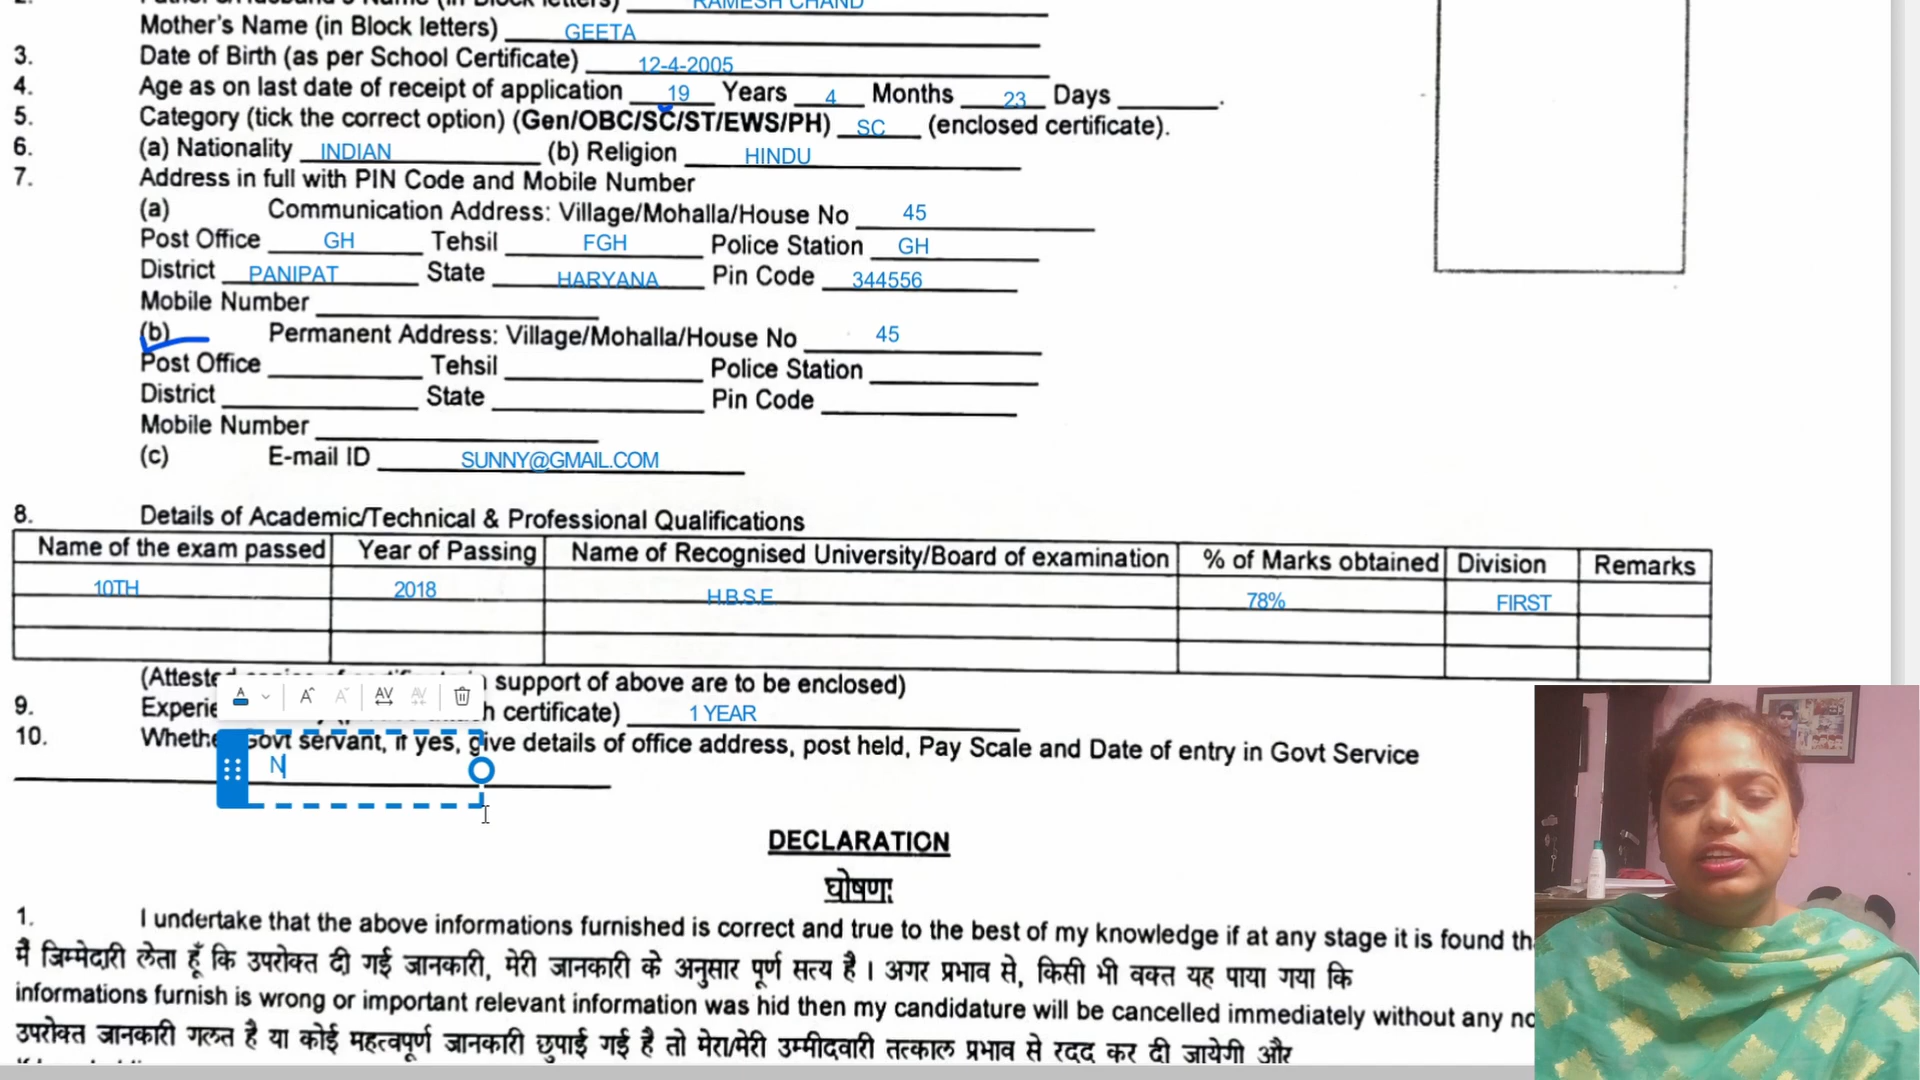 RAMESH CHAND
Mother's Name (in Block letters) GEETA
3. Date of Birth (as per School Certificate) 12-4-2005
4. Age as on last date of receipt of application 19 Years 4 Months 23 Days
5. Category (tick the correct option) (Gen/OBC/SC/ST/EWS/PH) SC (enclosed certificate).
6. (a) Nationality INDIAN (b) Religion HINDU
7. Address in full with PIN Code and Mobile Number
(a) Communication Address: Village/Mohalla/House No 45
Post Office GH Tehsil FGH Police Station GH
District PANIPAT State HARYANA Pin Code 344556
Mobile Number
(b) Permanent Address: Village/Mohalla/House No 45
Post Office Tehsil Police Station
District State Pin Code
Mobile Number
(c) E-mail ID SUNNY@GMAIL.COM
8. Details of Academic/Technical & Professional Qualifications
Name of the exam passed Year of Passing Name of Recognised University/Board of examination % of Marks obtained Division Remarks
10TH 2018 H.B.S.E. 78% FIRST
(Atteste support of above are to be enclosed)
9. Experie certificate) 1 YEAR
10. Whethe Govt servant, if yes, give details of office address, post held, Pay Scale and Date of entry in Govt Service
N
DECLARATION
घोषणा
1. I undertake that the above informations furnished is correct and true to the best of my knowledge if at any stage it is found th
मैं जिम्मेदारी लेता हूँ कि उपरोक्त दी गई जानकारी, मेरी जानकारी के अनुसार पूर्ण सत्य है । अगर प्रभाव से, किसी भी वक्त यह पाया गया कि
informations furnish is wrong or important relevant information was hid then my candidature will be cancelled immediately without any no
उपरोक्त जानकारी गलत है या कोई महत्वपूर्ण जानकारी छुपाई गई है तो मेरा/मेरी उम्मीदवारी तत्काल प्रभाव से रदद कर दी जायेगी और